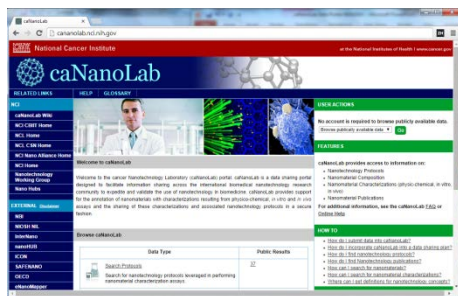 caNanoLab
cananolab.nci.nih.gov
National Cancer Institute
at the National Institutes of Health | www.cancer.gov
caNanoLab
RELATED LINKS
HELP
GLOSSARY
NCI
caNanoLab Wiki
NCI CBIIT Home
NCL Home
NCL CSN Home
NCI Nano Alliance Home
NCI Home
Nanotechnology
Working Group
Nano Hubs
EXTERNAL Disclaimer
NBI
NIOSH NIL
InterNano
nanoHUB
ICON
SAFENANO
OECD
eNanoMapper
Welcome to caNanoLab
Welcome to the cancer Nanotechnology Laboratory (caNanoLab) portal. caNanoLab is a data sharing portal
designed to facilitate information sharing across the international biomedical nanotechnology research
community to expedite and validate the use of nanotechnology in biomedicine. caNanoLab provides support
for the annotation of nanomaterials with characterizations resulting from physico-chemical, in vitro and in vivo
assays and the sharing of these characterizations and associated nanotechnology protocols in a secure
fashion.
Browse caNanoLab
Data Type
Public Results
Search Protocols
Search for nanotechnology protocols leveraged in performing
nanomaterial characterization assays.
USER ACTIONS
No account is required to browse publicly available data.
Browse publicly available data
Go
FEATURES
caNanoLab provides access to information on:
Nanotechnology Protocols
Nanomaterial Composition
Nanomaterial Characterizations (physico-chemical, in vitro,
in vivo)
Nanomaterial Publications
For additional information, see the caNanoLab FAQ or
Online Help
HOW TO
How do I submit data into caNanoLab?
How do I incorporate caNanoLab into a data sharing plan?
How do I find nanotechnology protocols?
How do I find Nanotechnology publications?
How can I search for nanomaterials?
How can I search for nanomaterial characterizations?
Where can I get definitions for nanotechnology concepts?